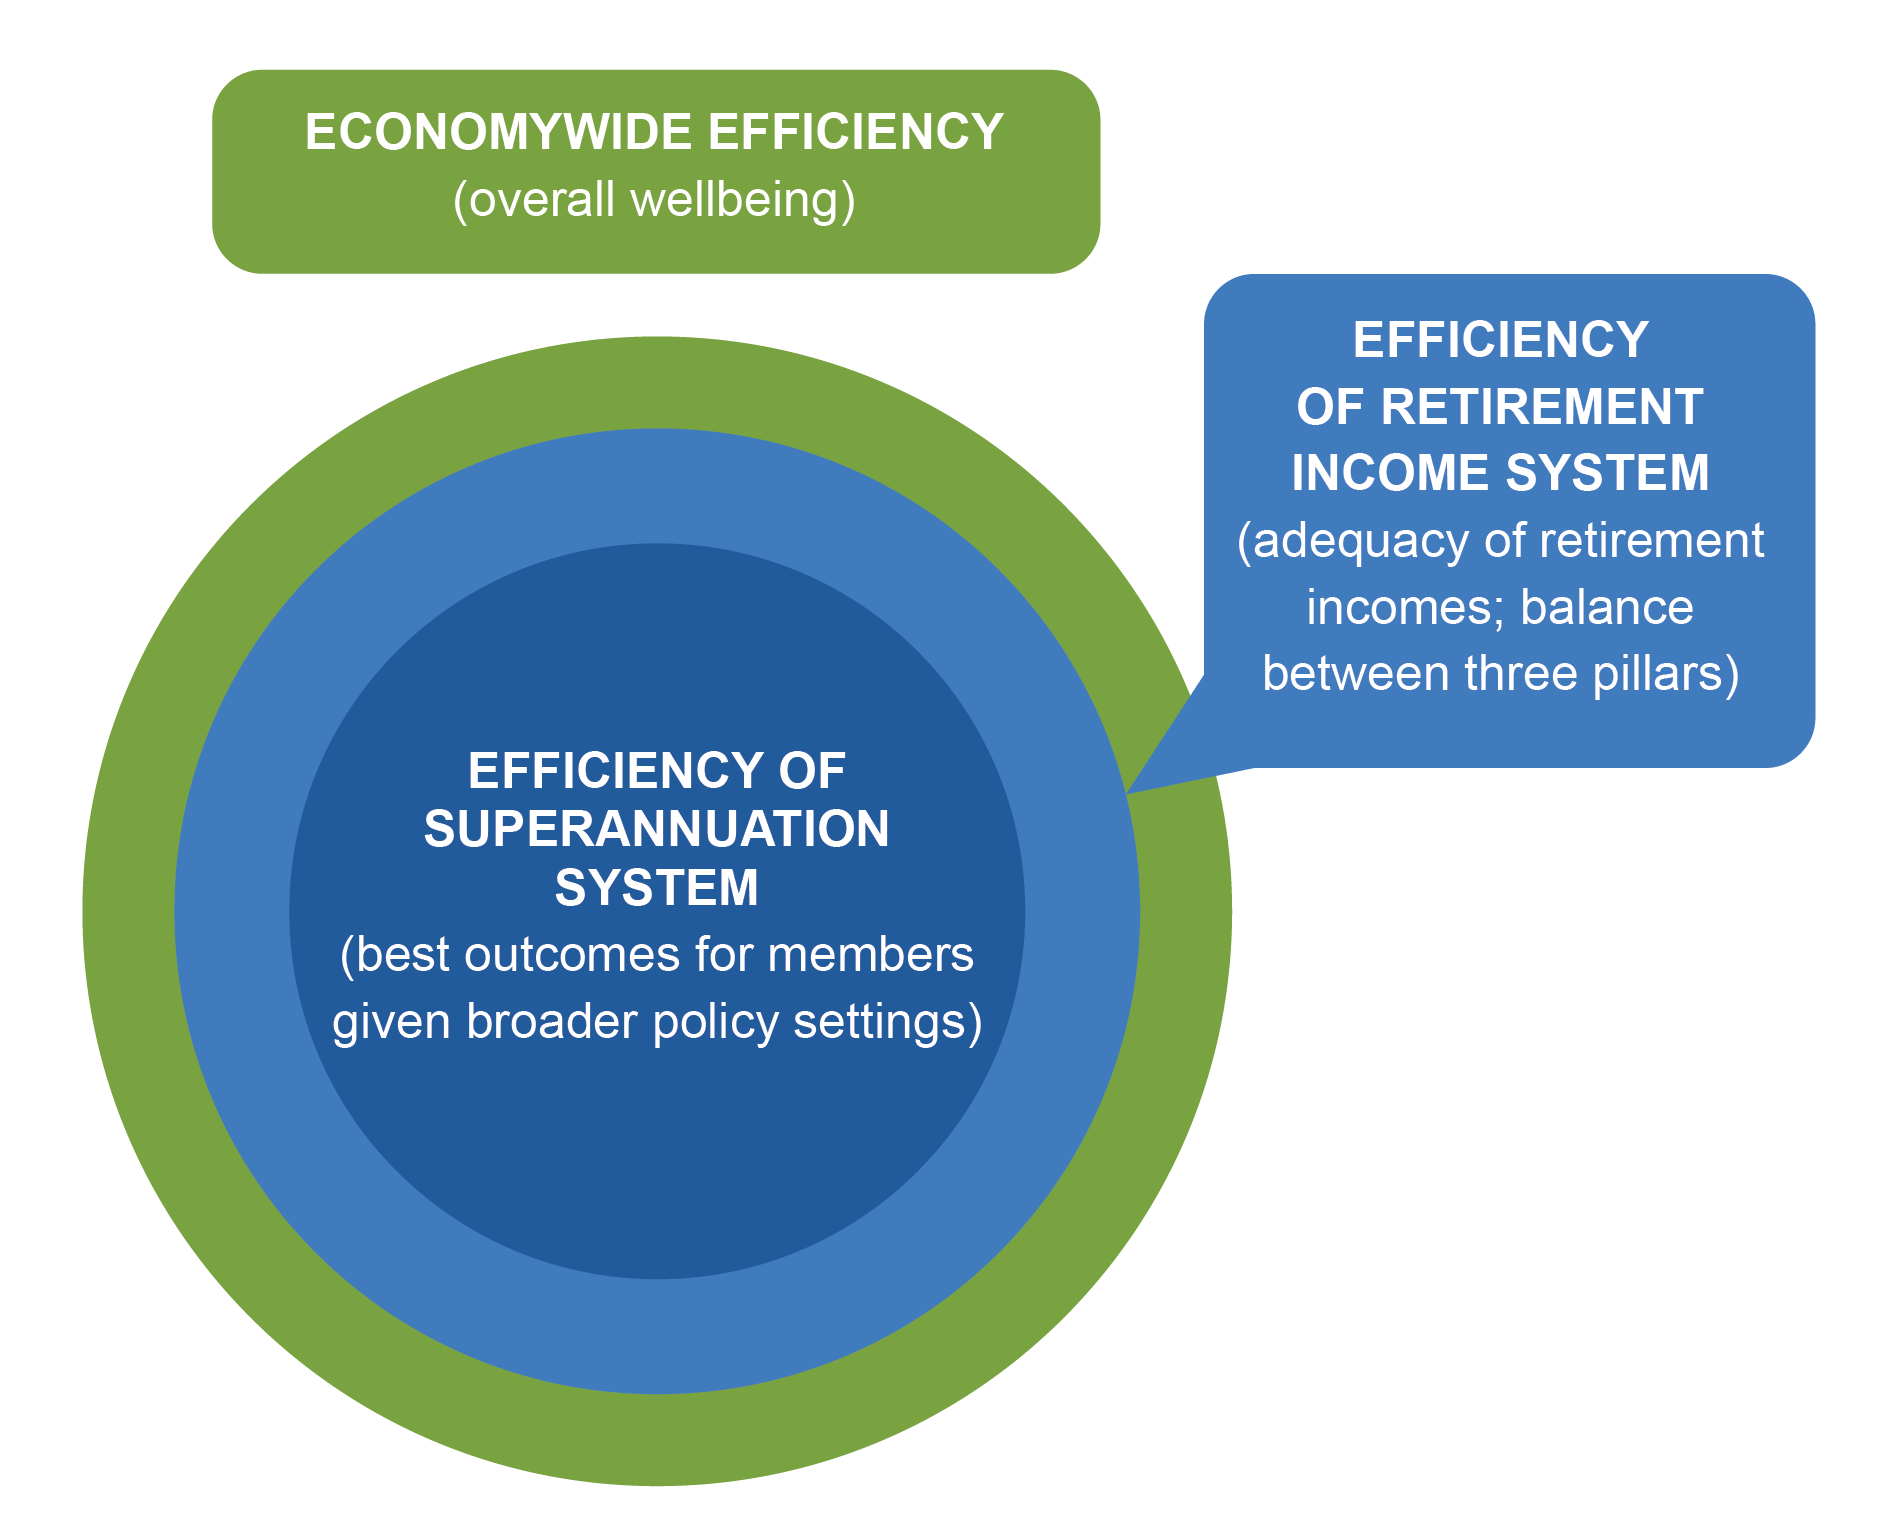 ECONOMYWIDE EFFICIENCY
(overall wellbeing)
EFFICIENCY
OF RETIREMENT
INCOME SYSTEM
(adequacy of retirement
incomes; balance
between three pillars)
EFFICIENCY OF
SUPERANNUATION
SYSTEM
(best outcomes for members
given broader policy settings)